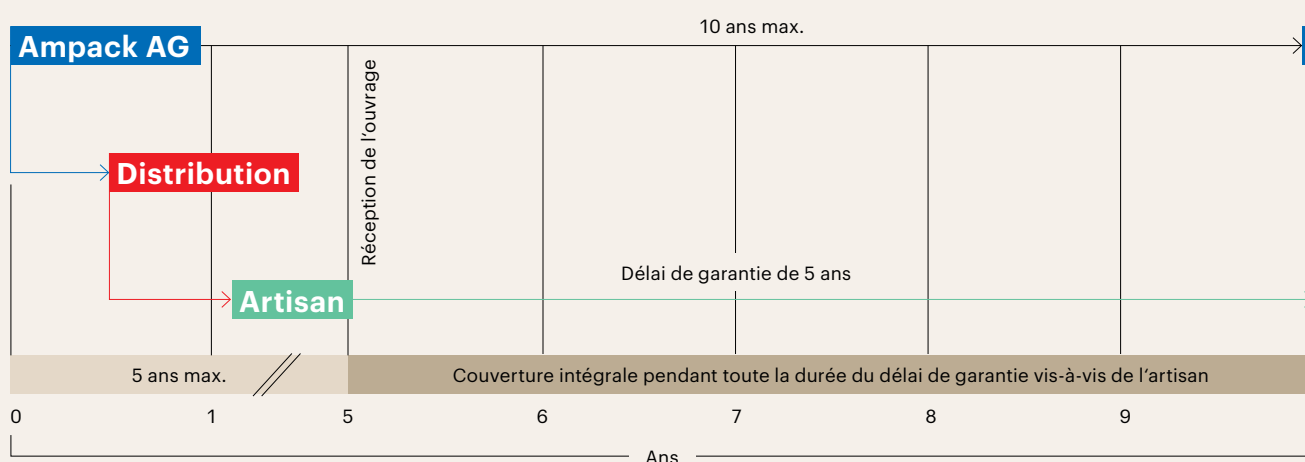 10 ans max.
Ampack AG
Réception de l'ouvrage
Distribution
Délai de garantie de 5 ans
Artisan
5 ans max.
Couverture intégrale pendant toute la durée du délai de garantie vis-à-vis de l'artisan
0 1 5 6 7 8 9
Ans